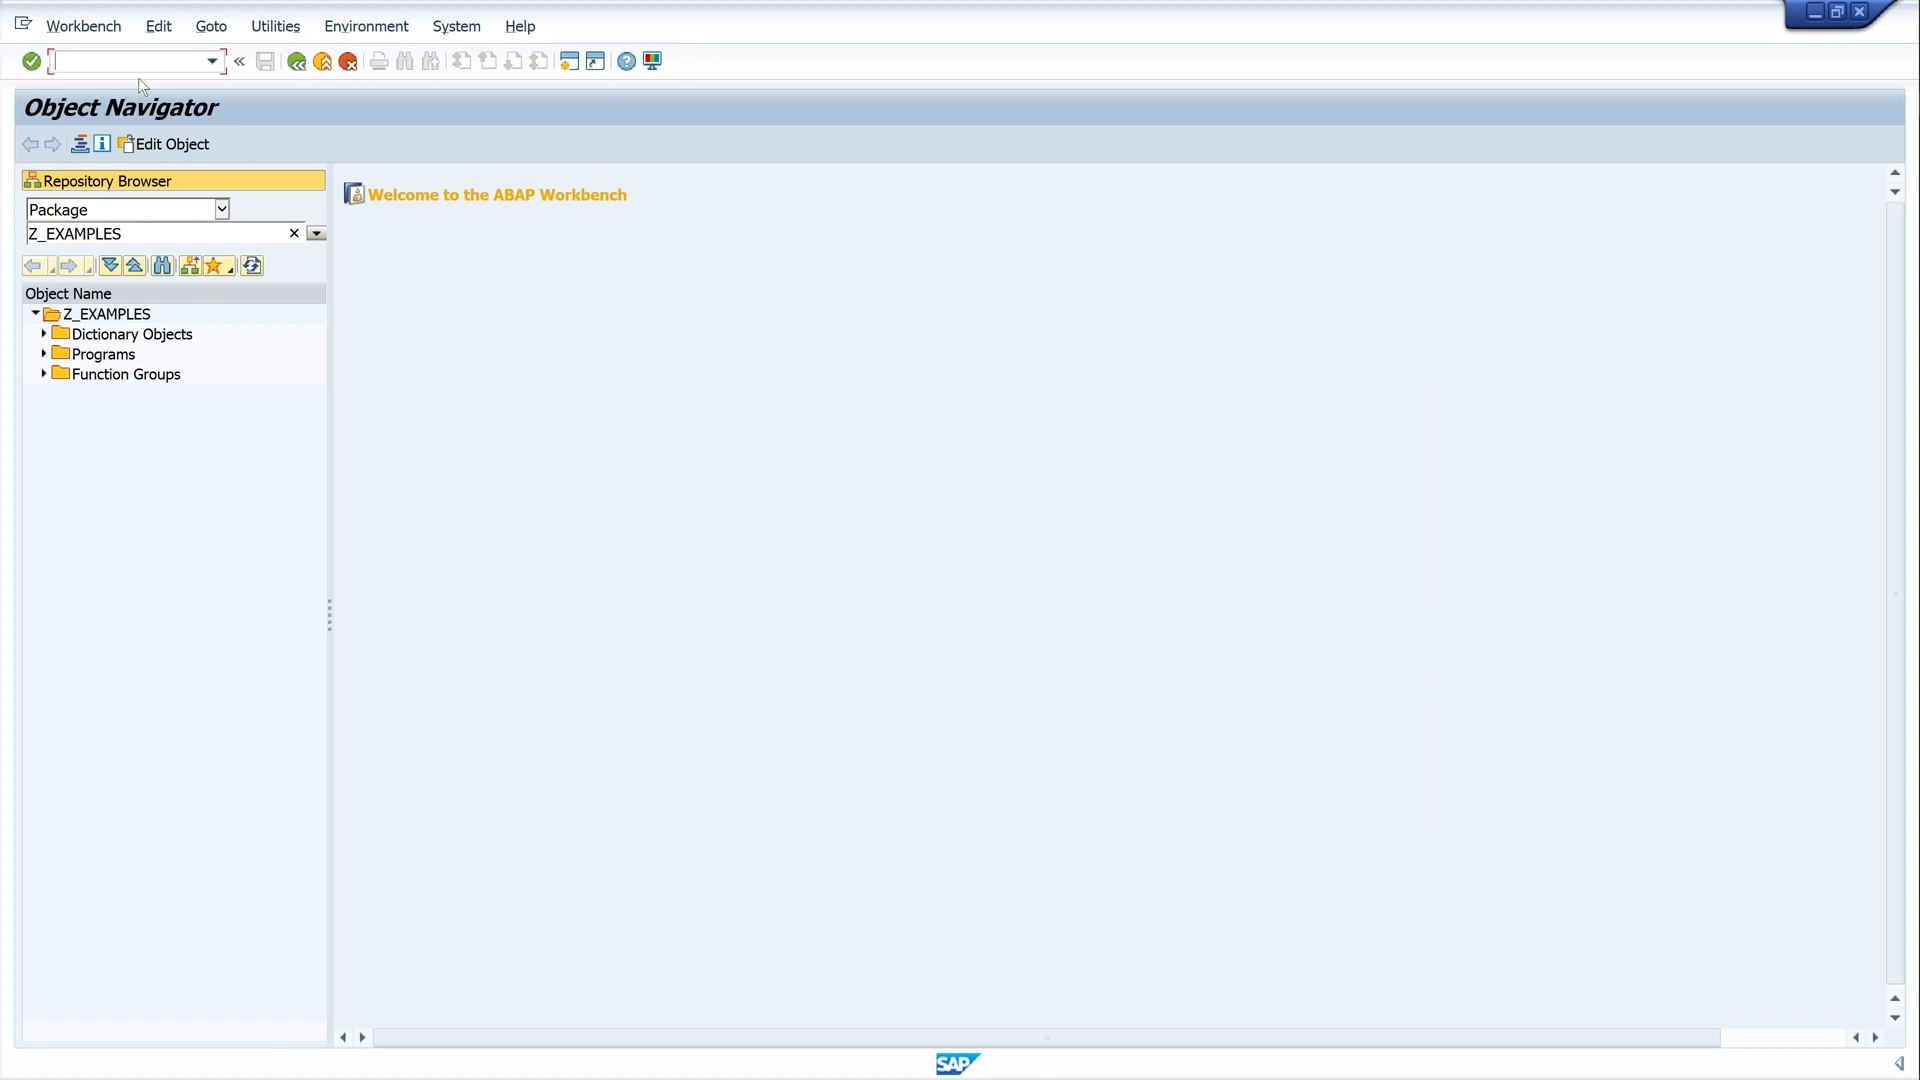 Workbench Edit Goto Utilities Environment System Help
Object Navigator
Edit Object
Repository Browser
Package
Z_EXAMPLES
Object Name
Z_EXAMPLES
Dictionary Objects
Programs
Function Groups
Welcome to the ABAP Workbench
SAP